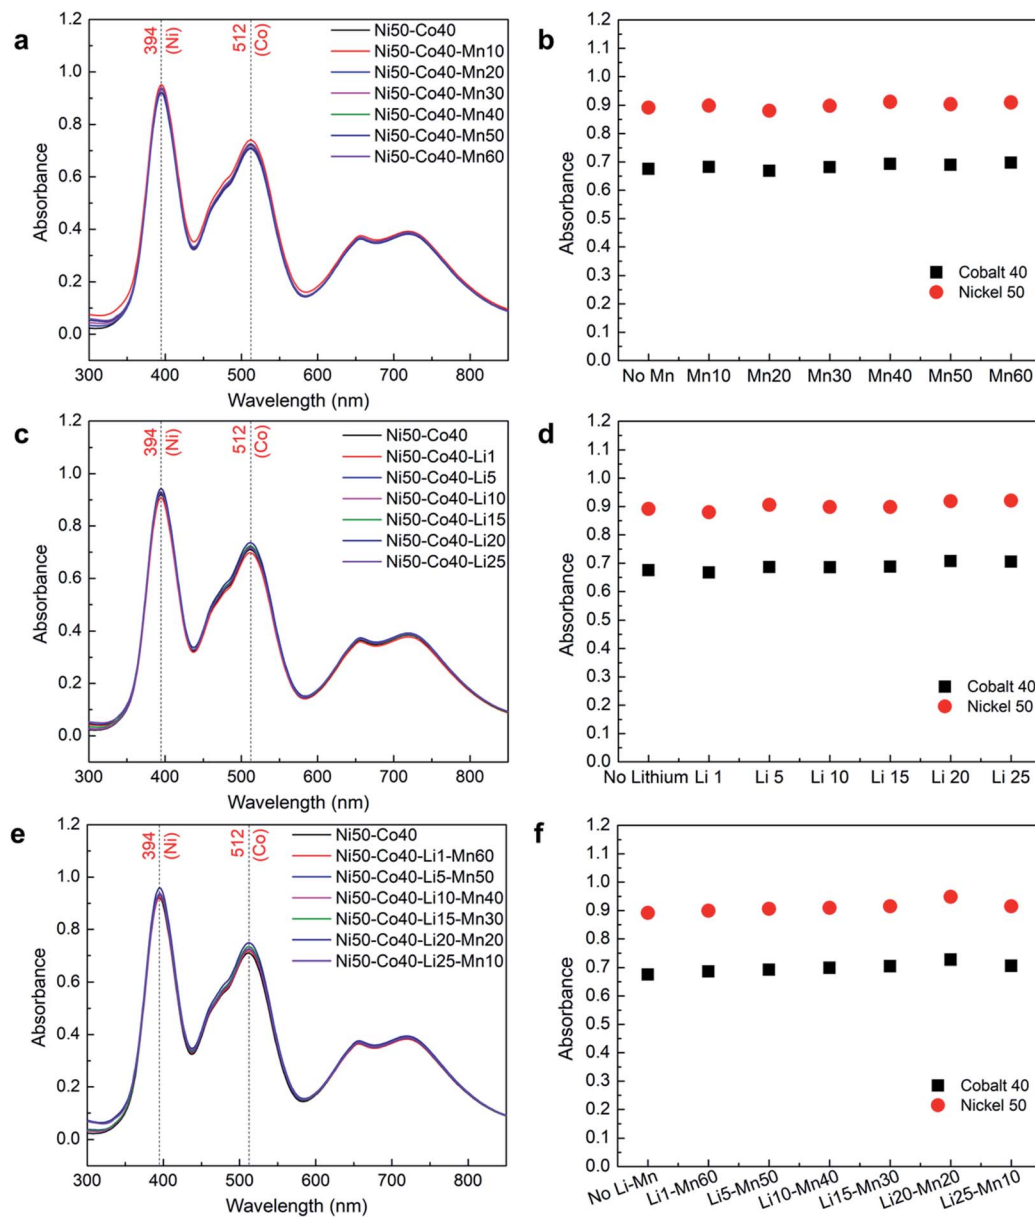 a
394
(Ni)
512
(Co)
Ni50-Co40
Ni50-Co40-Mn10
Ni50-Co40-Mn20
Ni50-Co40-Mn30
Ni50-Co40-Mn40
Ni50-Co40-Mn50
Ni50-Co40-Mn60
1.2
1.0
0.8
0.6
0.4
0.2
0.0
Absorbance
300 400 500 600 700 800
Wavelength (nm)
b
1.2
1.1
1.0
0.9
0.8
0.7
0.6
0.5
0.4
0.3
0.2
0.1
0.0
Absorbance
Cobalt 40
Nickel 50
No Mn Mn10 Mn20 Mn30 Mn40 Mn50 Mn60
c
394
(Ni)
512
(Co)
Ni50-Co40
Ni50-Co40-Li1
Ni50-Co40-Li5
Ni50-Co40-Li10
Ni50-Co40-Li15
Ni50-Co40-Li20
Ni50-Co40-Li25
1.2
1.0
0.8
0.6
0.4
0.2
0.0
Absorbance
300 400 500 600 700 800
Wavelength (nm)
d
1.2
1.1
1.0
0.9
0.8
0.7
0.6
0.5
0.4
0.3
0.2
0.1
0.0
Absorbance
Cobalt 40
Nickel 50
No Lithium Li 1 Li 5 Li 10 Li 15 Li 20 Li 25
e
394
(Ni)
512
(Co)
Ni50-Co40
Ni50-Co40-Li1-Mn60
Ni50-Co40-Li5-Mn50
Ni50-Co40-Li10-Mn40
Ni50-Co40-Li15-Mn30
Ni50-Co40-Li20-Mn20
Ni50-Co40-Li25-Mn10
1.2
1.0
0.8
0.6
0.4
0.2
0.0
Absorbance
300 400 500 600 700 800
Wavelength (nm)
f
1.2
1.1
1.0
0.9
0.8
0.7
0.6
0.5
0.4
0.3
0.2
0.1
0.0
Absorbance
Cobalt 40
Nickel 50
No Li-Mn Li1-Mn60 Li5-Mn50 Li10-Mn40 Li15-Mn30 Li20-Mn20 Li25-Mn10